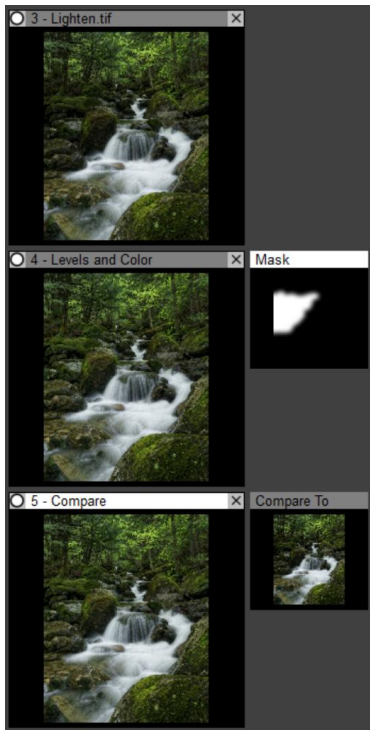 3 - Lighten.tif
4 - Levels and Color
Mask
5 - Compare
Compare To